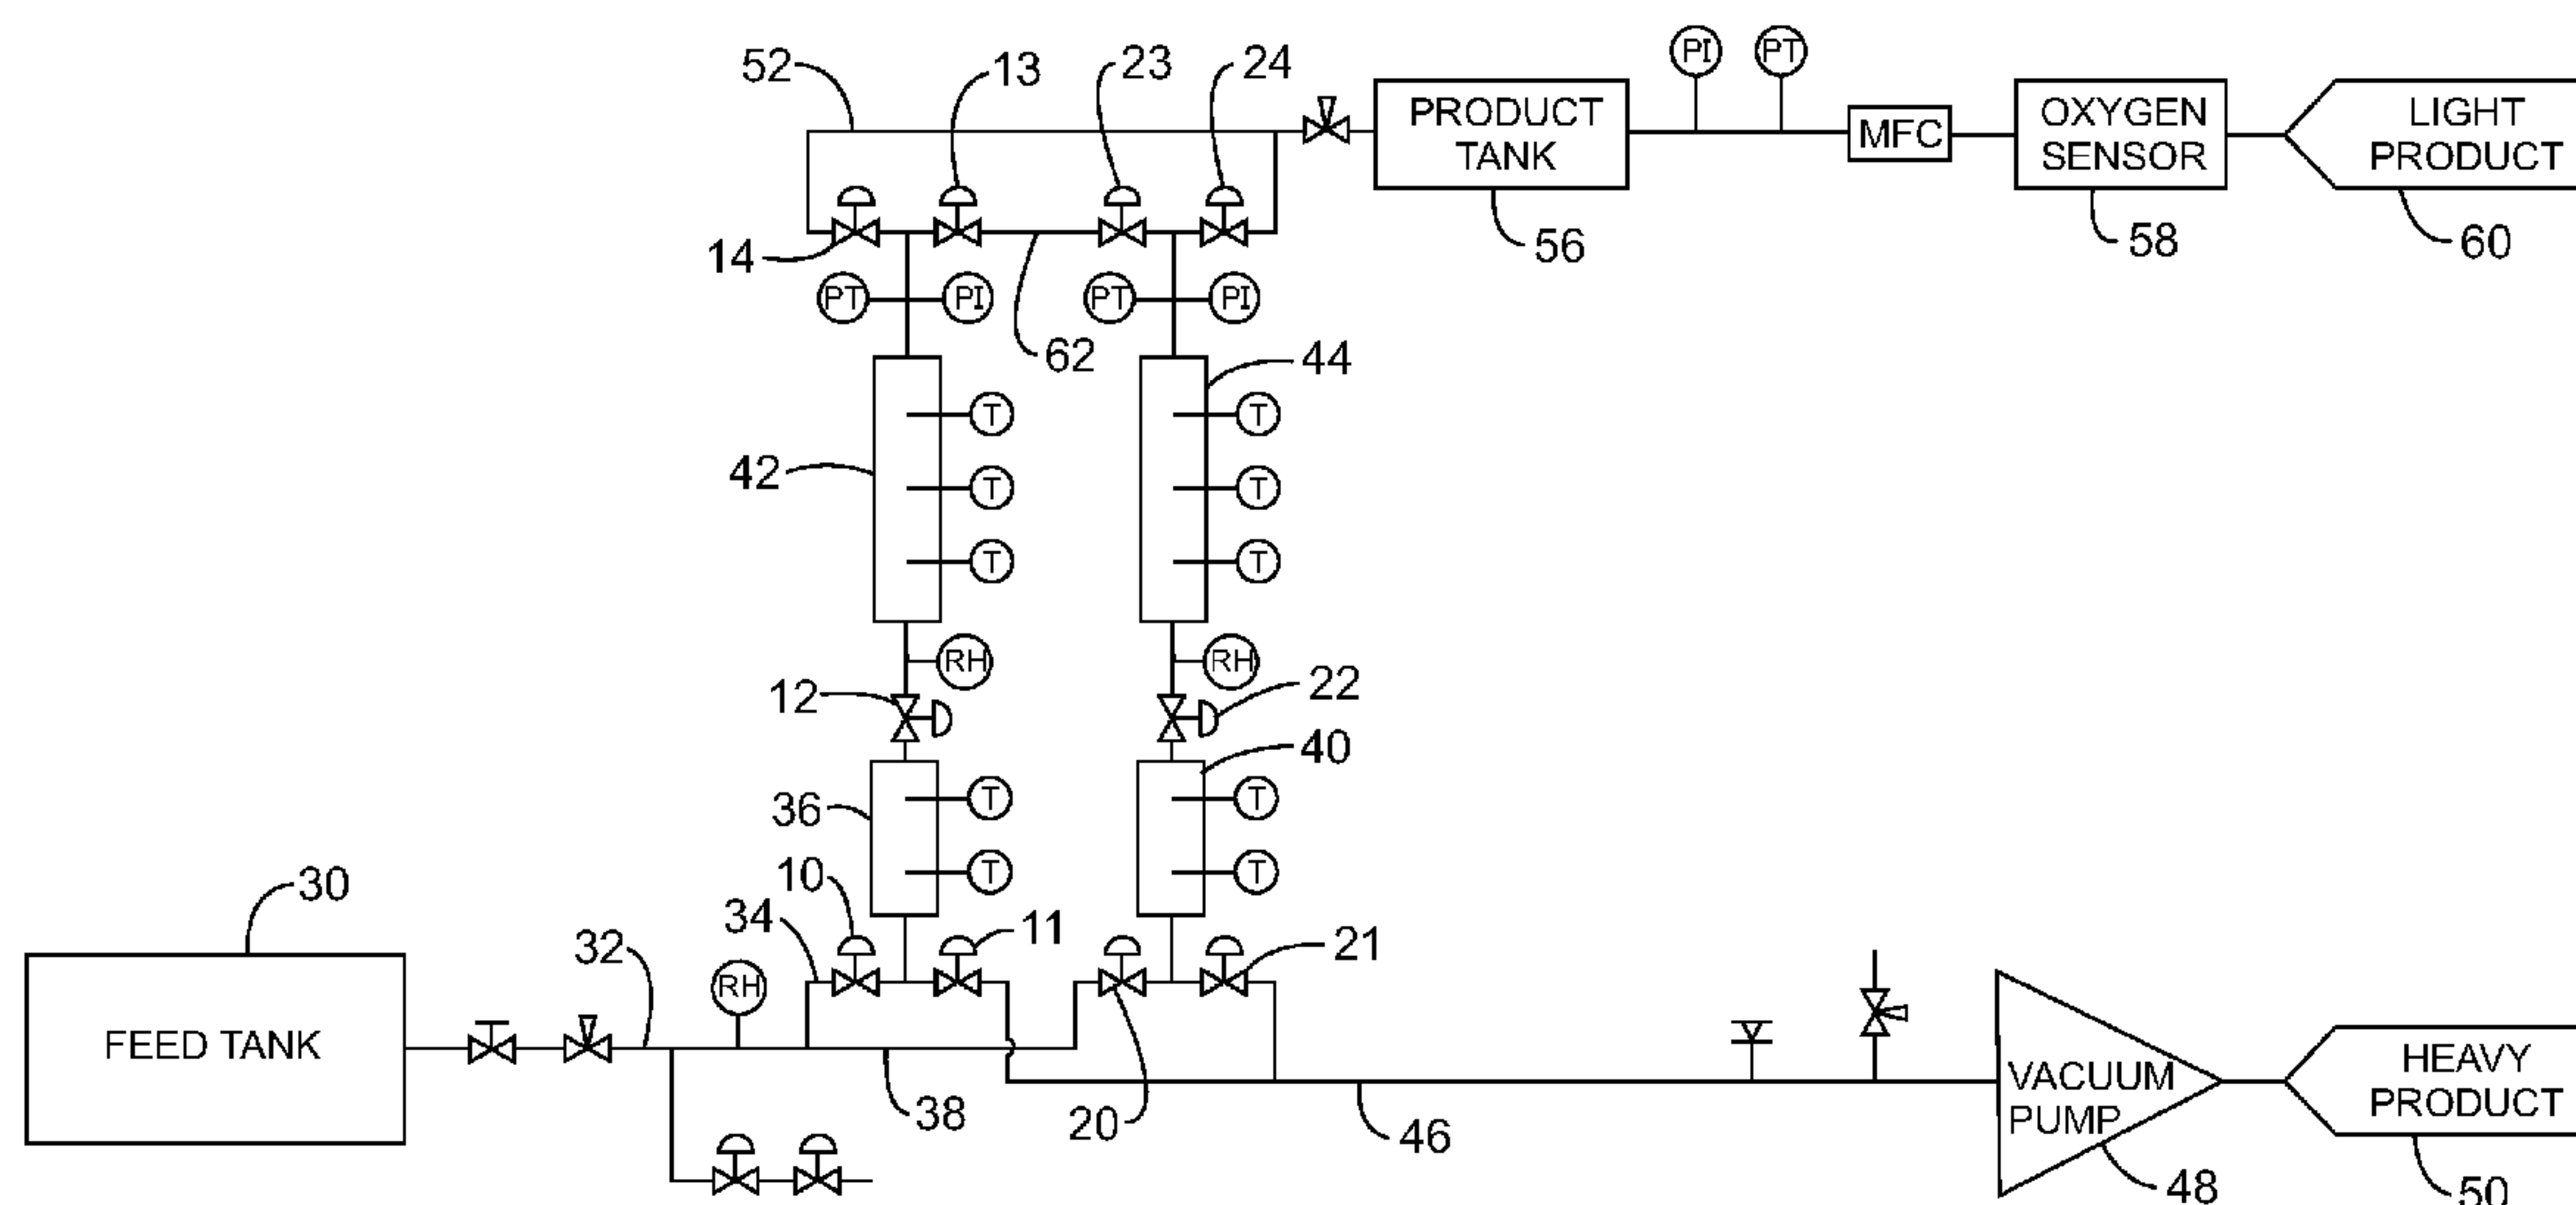 PI
PT
52
13
23
24
PRODUCT
TANK
MFC
OXYGEN
SENSOR
LIGHT
PRODUCT
14
56
58
60
PT
PI
PT
PI
62
44
T
T
42
T
T
T
T
RH
RH
12
22
40
36
T
T
10
T
T
30
34
11
21
32
RH
FEED TANK
38
20
46
VACUUM
PUMP
HEAVY
PRODUCT
48
50